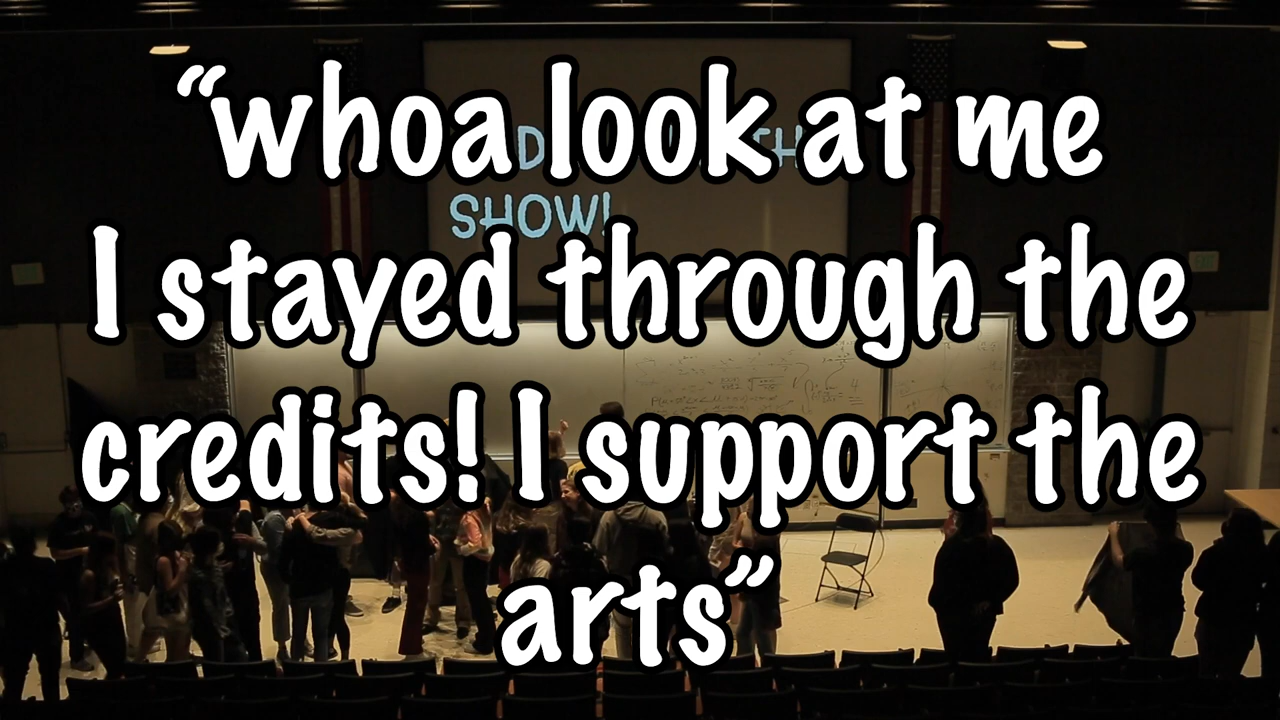 “whoa look at me
I stayed through the
credits! I support the
arts”
SHOW!